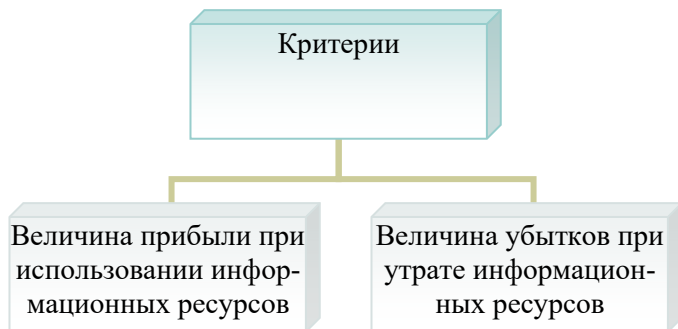 Критерии
Величина прибыли при
использовании инфор-
мационных ресурсов
Величина убытков при
утрате информацион-
ных ресурсов